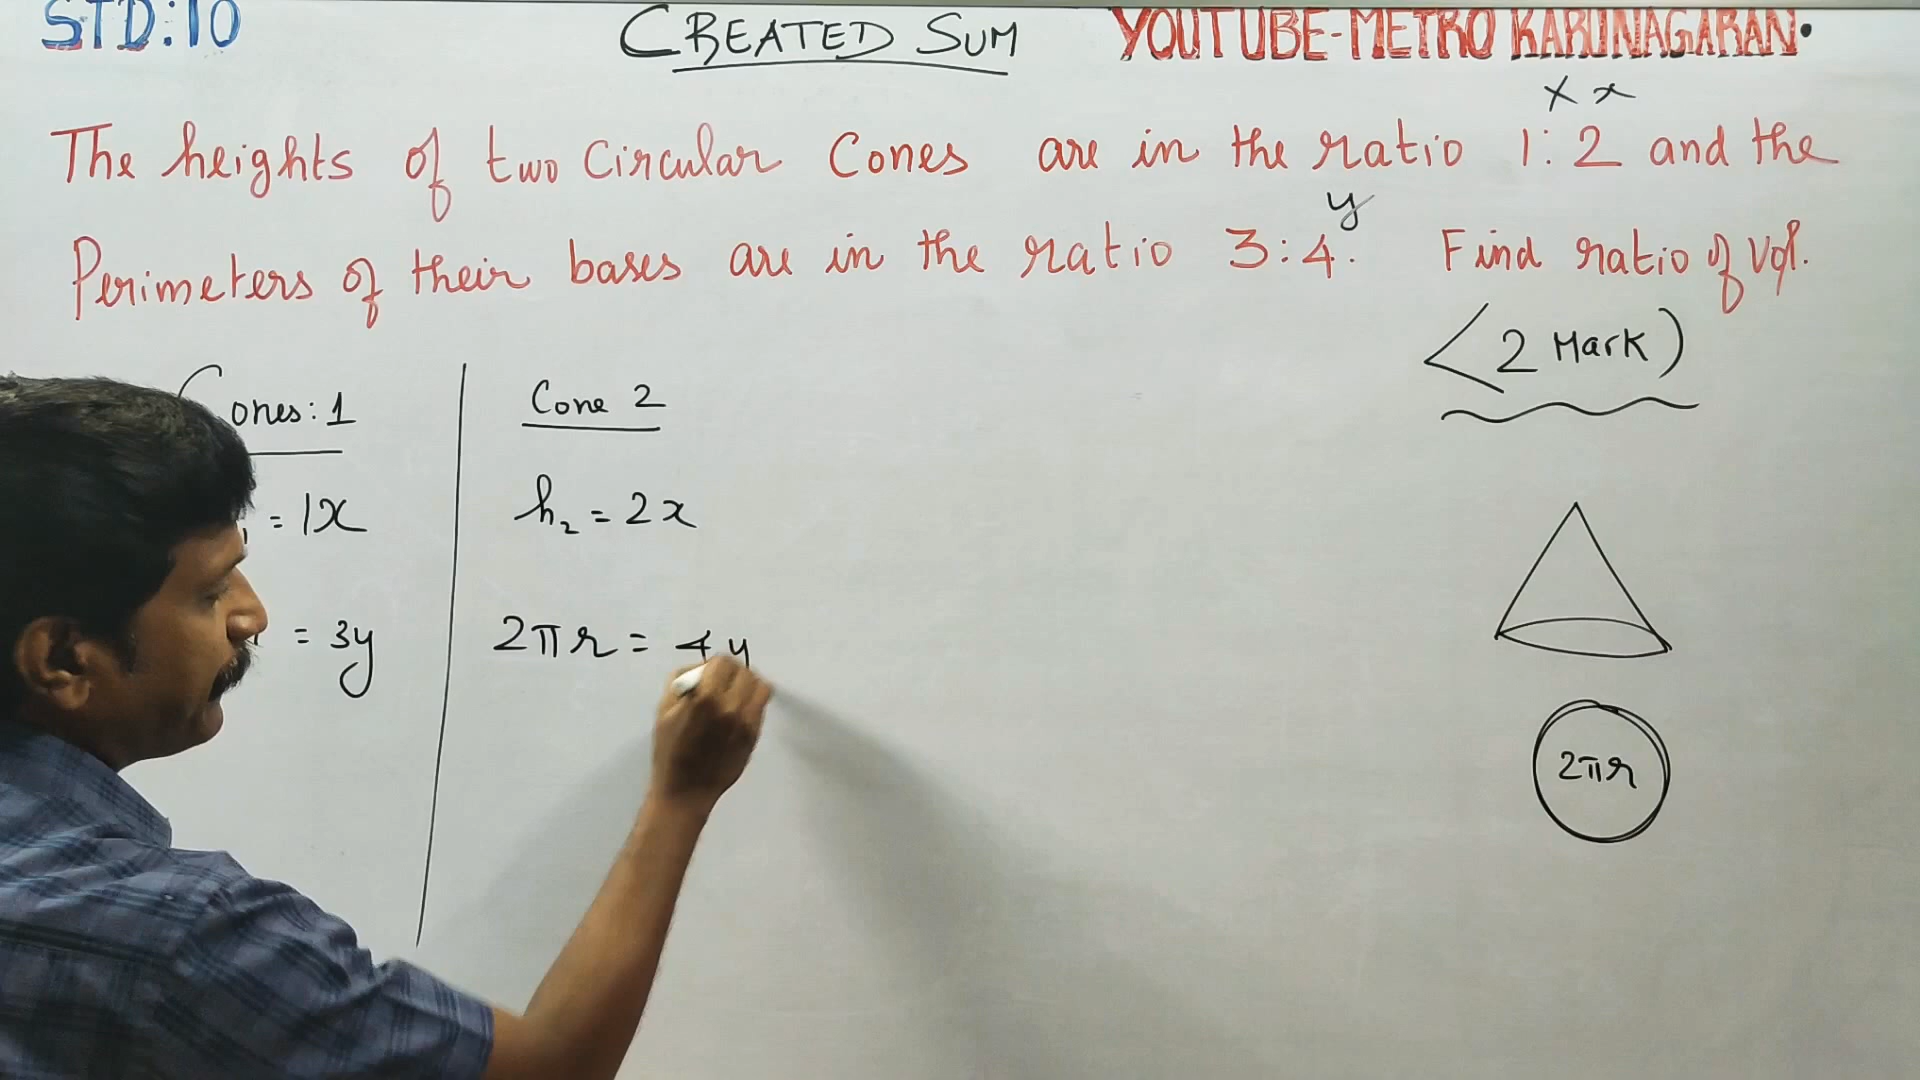 STD:10 CREATED SUM YOUTUBE-METRO KARUNAGARAN.
X x
The heights of two Circular Cones are in the ratio 1:2 and the
y
Perimeters of their bases are in the ratio 3:4. Find ratio of Vol.
<2 Mark)
Cones:1 Cone 2
= 1x h₂ = 2x
= 3y 2πr = 4y
2πr